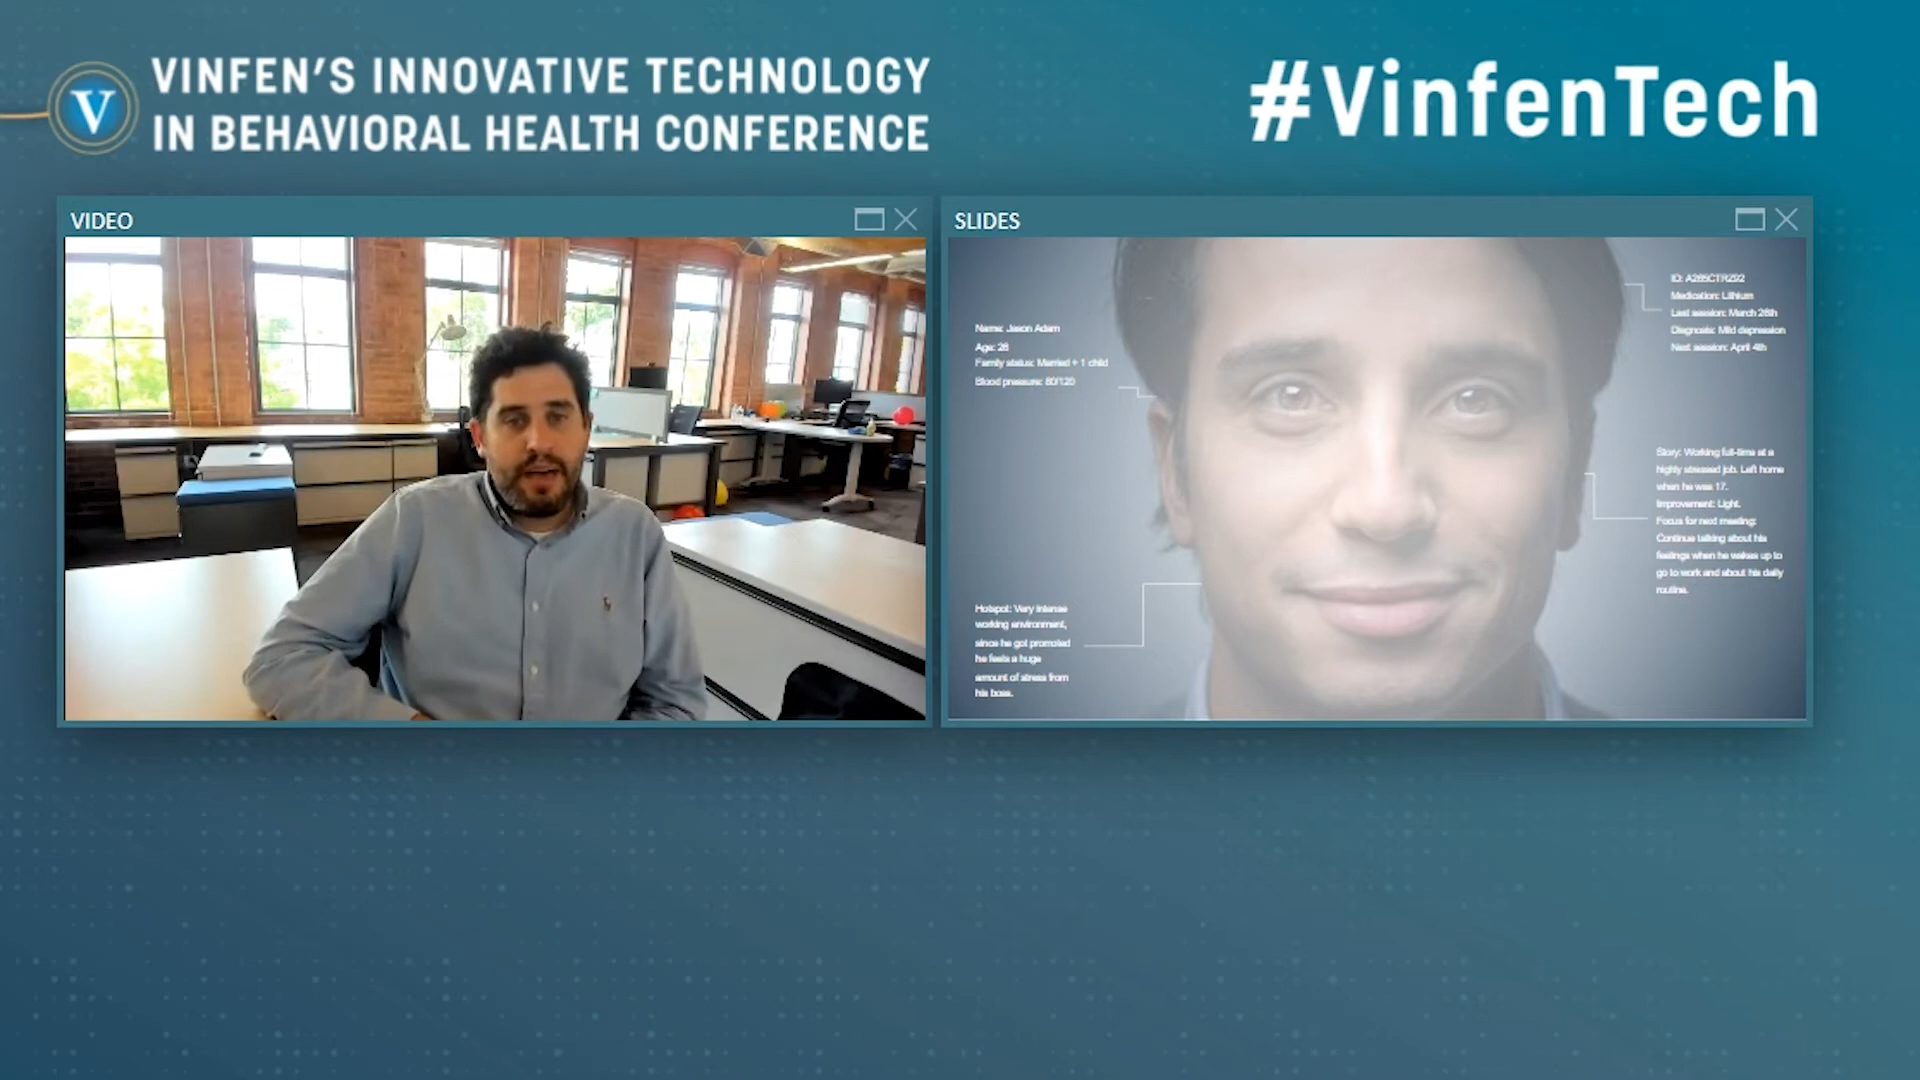 V
VINFEN'S INNOVATIVE TECHNOLOGY
IN BEHAVIORAL HEALTH CONFERENCE
#VinfenTech
VIDEO
SLIDES
Name: Jason Adam
Age: 26
Family status: Married + 1 child
Blood pressure: 80/120
Hotspot: Very intense
working environment,
since he got promoted
he feels a huge
amount of stress from
his boss.
ID:
Medication: Lithium
Last session: March 28th
Diagnosis: Mild depression
Next session: April 4th
Story: Working full-time at a
highly stressed job. Left home
when he was 17.
Improvement: Light.
Focus for next meeting:
Continue talking about his
feelings when he wakes up to
go to work and about his daily
routine.